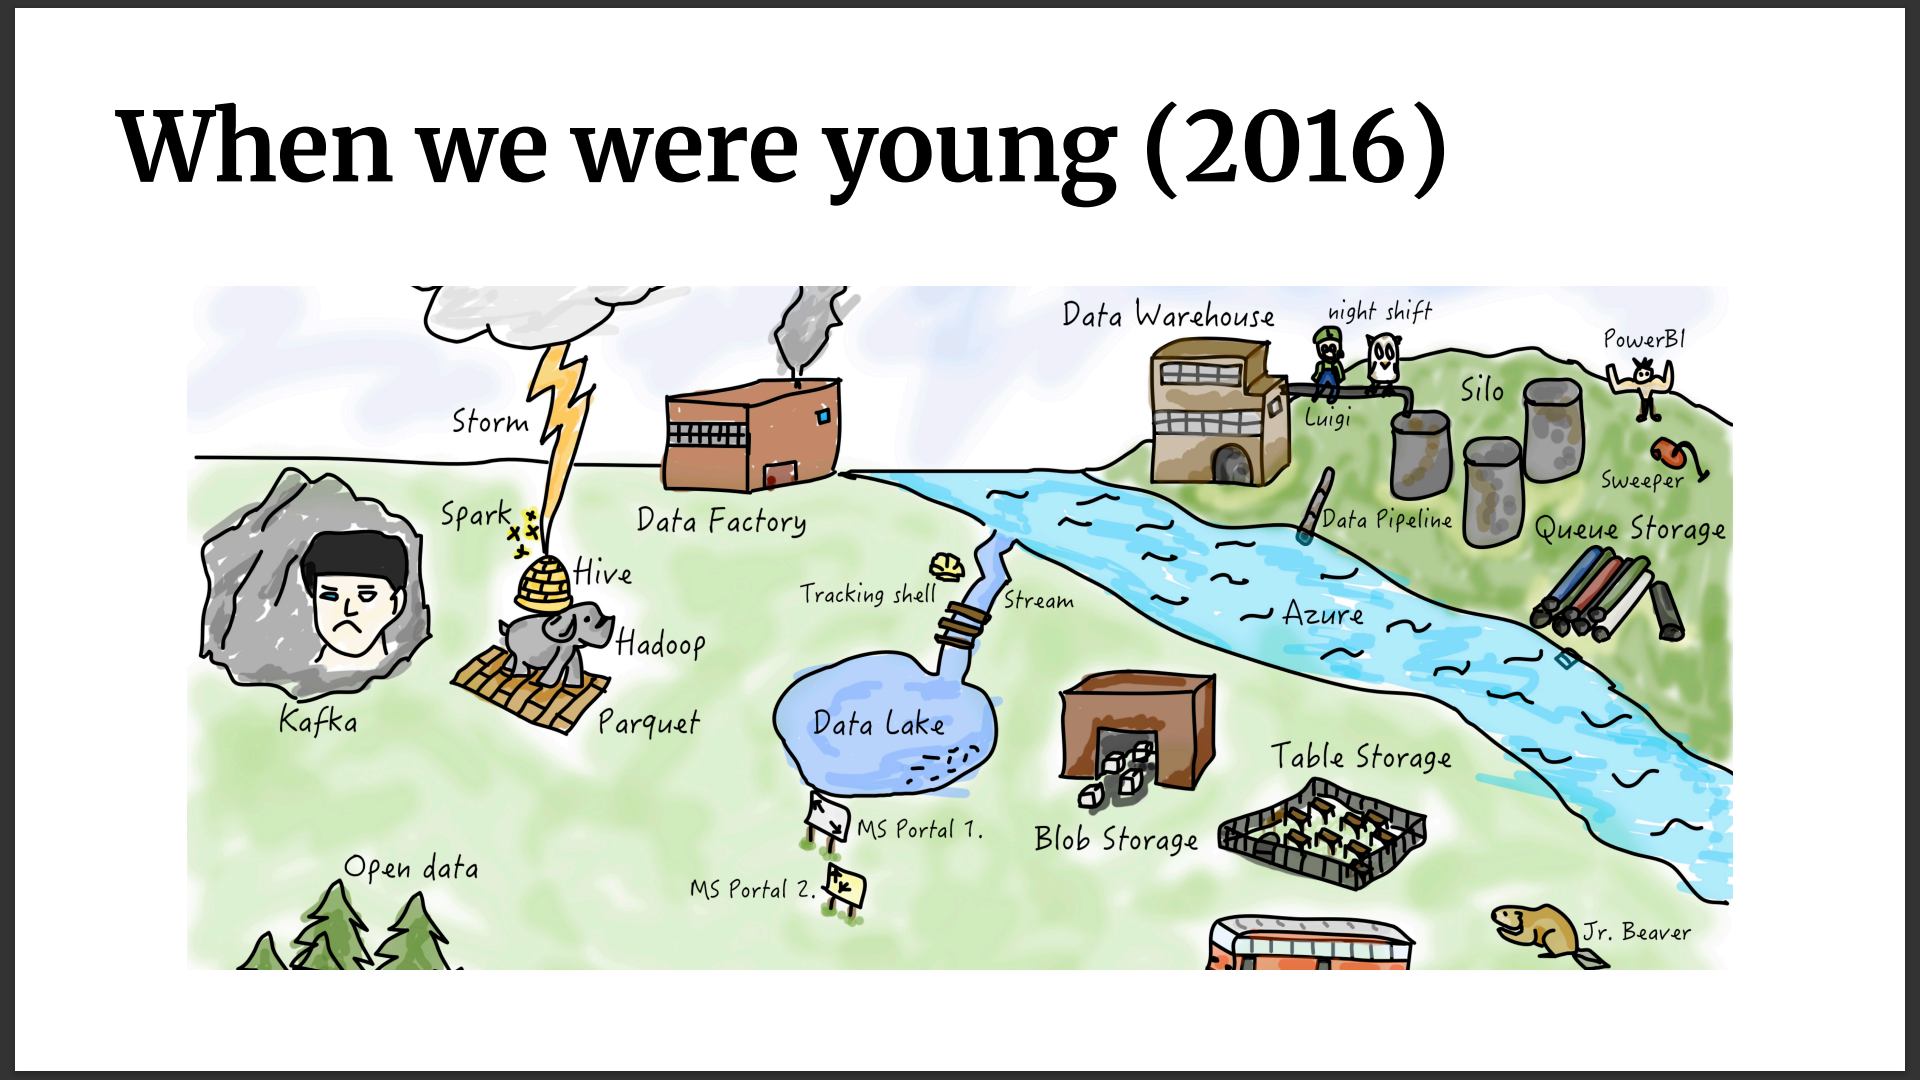 When we were young (2016)
Data Warehouse
night shift
PowerBI
Storm
Luigi
Silo
Sweeper
Spark
Data Factory
Data Pipeline
Queue Storage
Hive
Tracking shell
Stream
Azure
Hadoop
Kafka
Parquet
Data Lake
Table Storage
MS Portal 1.
Blob Storage
Open data
MS Portal 2.
Jr. Beaver